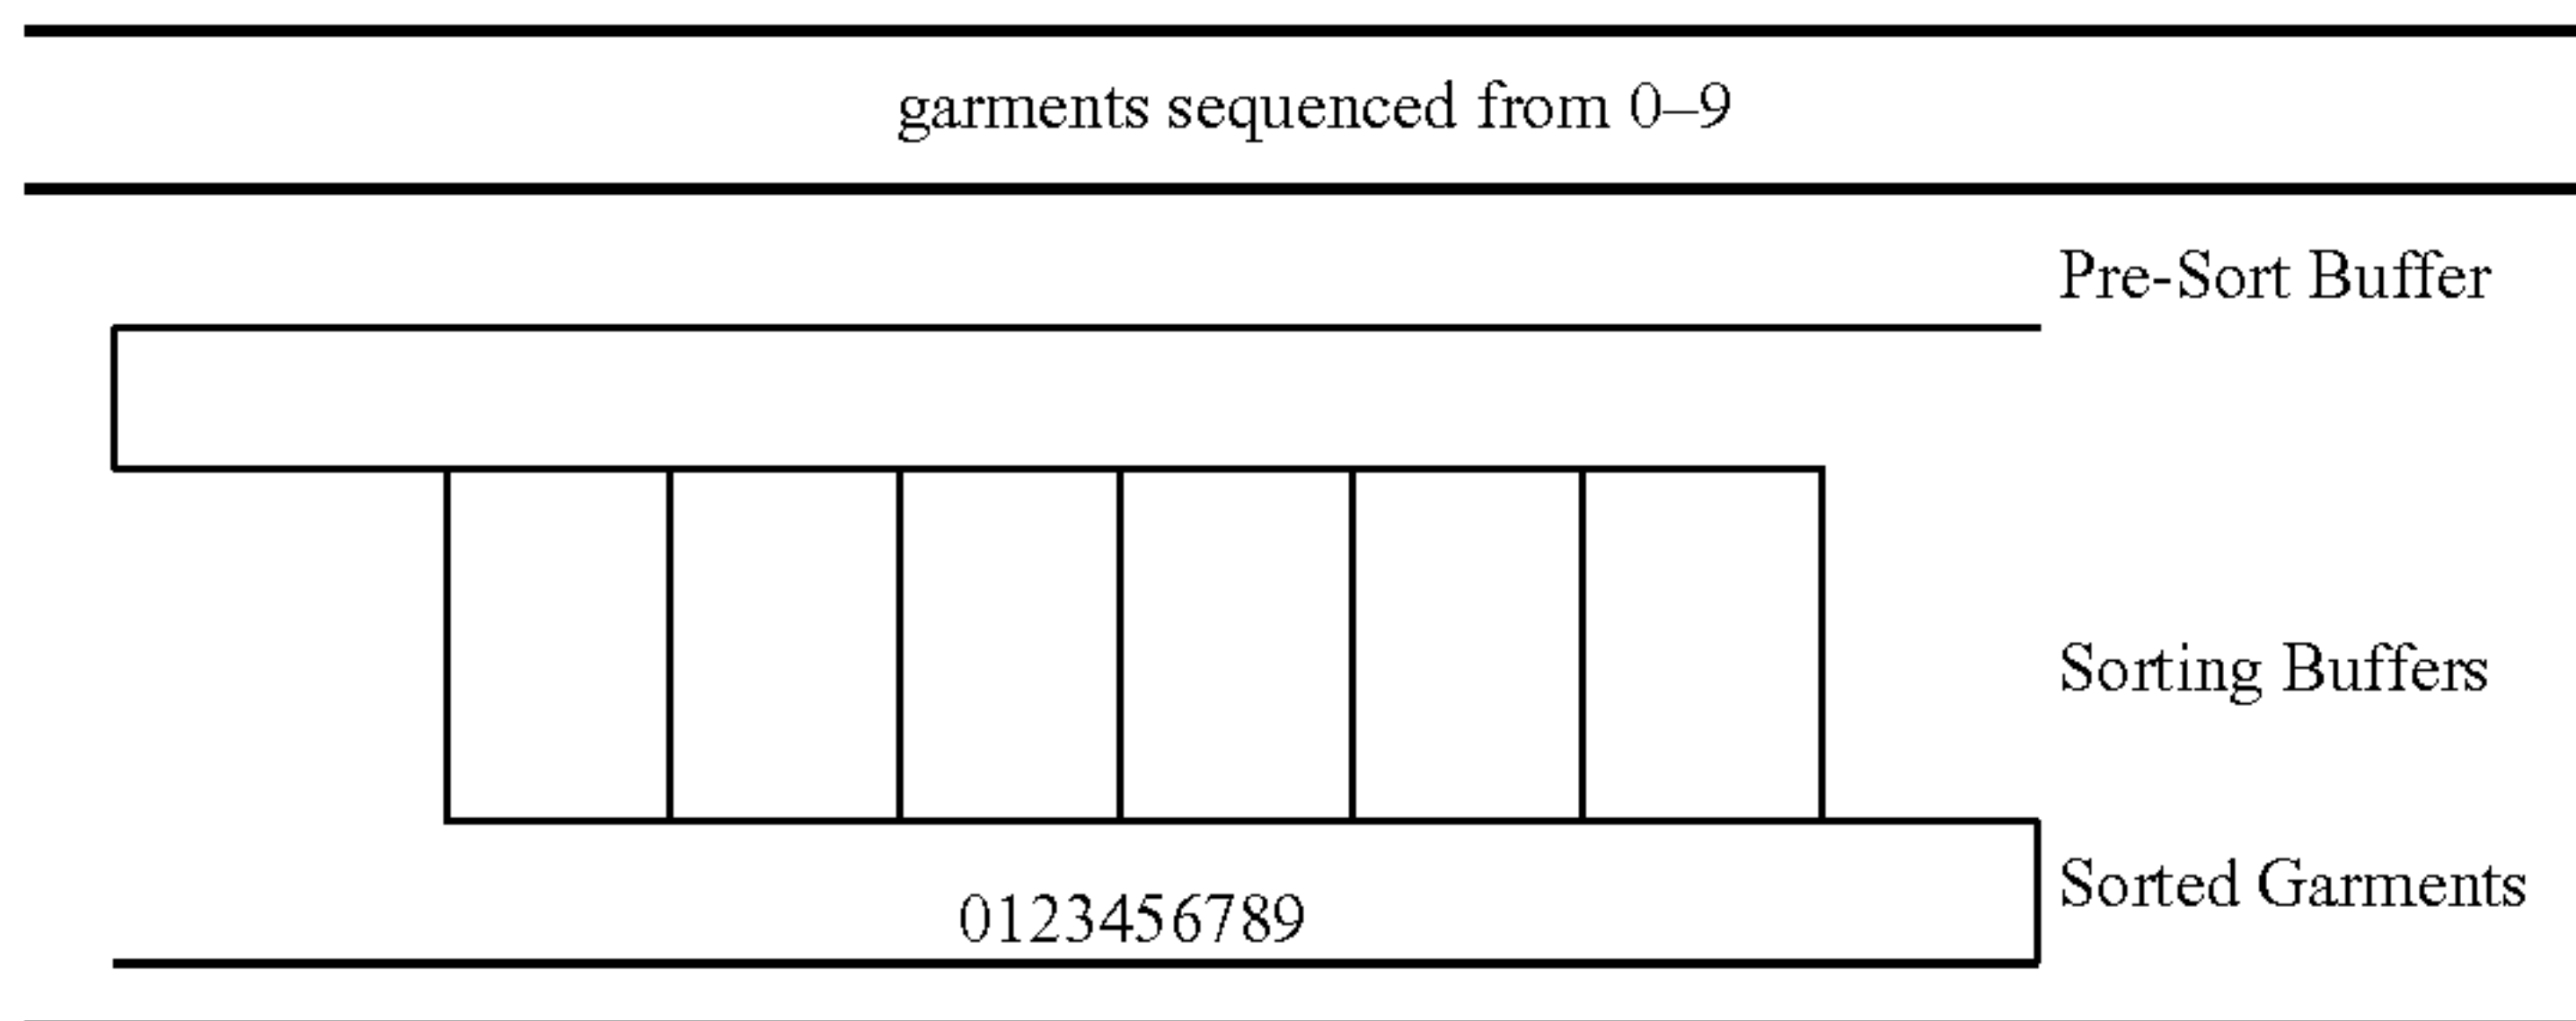 garments sequenced from 0–9
Pre-Sort Buffer
Sorting Buffers
Sorted Garments
0123456789